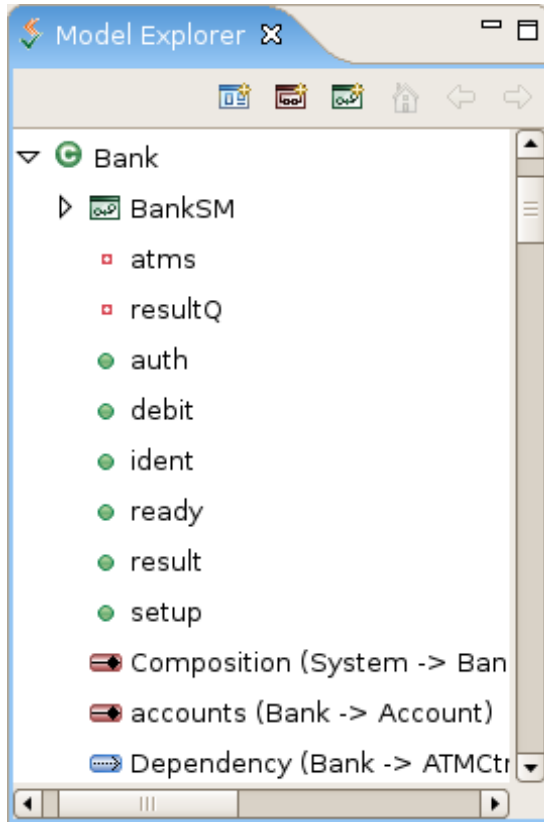 Model Explorer
Bank
BankSM
atms
resultQ
auth
debit
ident
ready
result
setup
Composition (System -> Ban
accounts (Bank -> Account)
Dependency (Bank -> ATMCtr